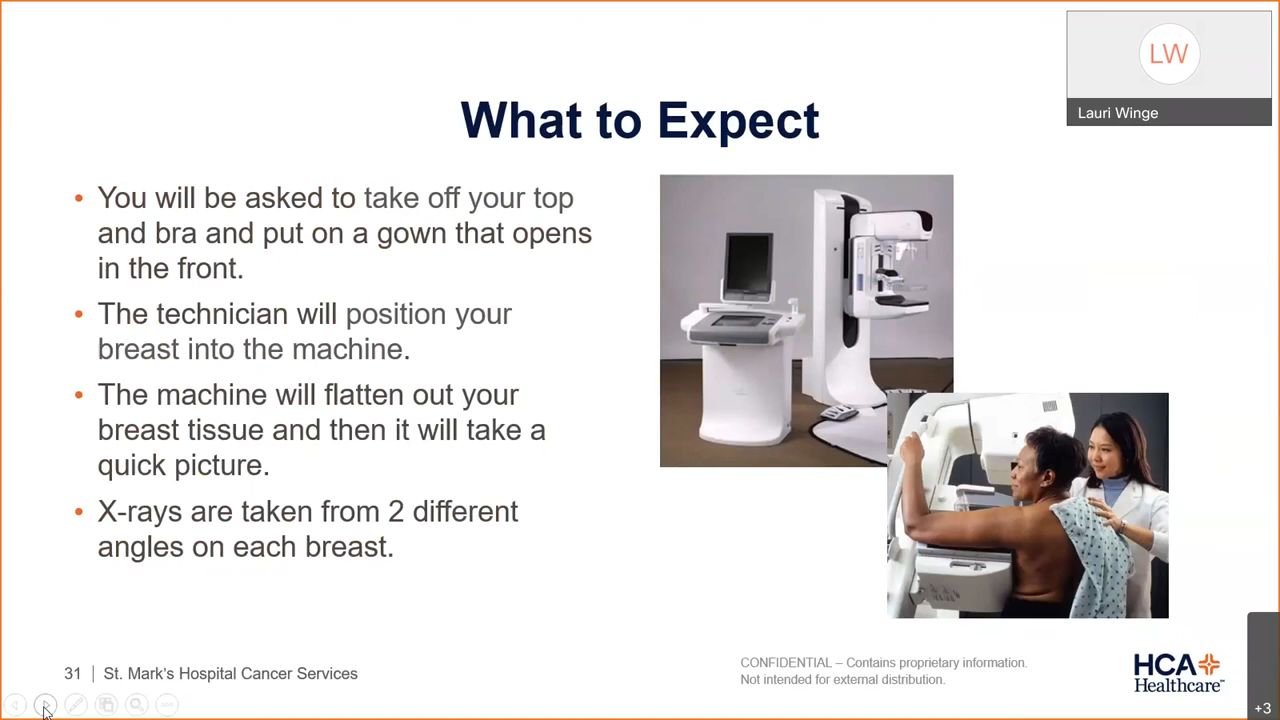 LW
Lauri Winge
What to Expect
• You will be asked to take off your top
and bra and put on a gown that opens
in the front.
• The technician will position your
breast into the machine.
• The machine will flatten out your
breast tissue and then it will take a
quick picture.
• X-rays are taken from 2 different
angles on each breast.
31 | St. Mark's Hospital Cancer Services
CONFIDENTIAL – Contains proprietary information.
Not intended for external distribution.
HCA
Healthcare™
+3